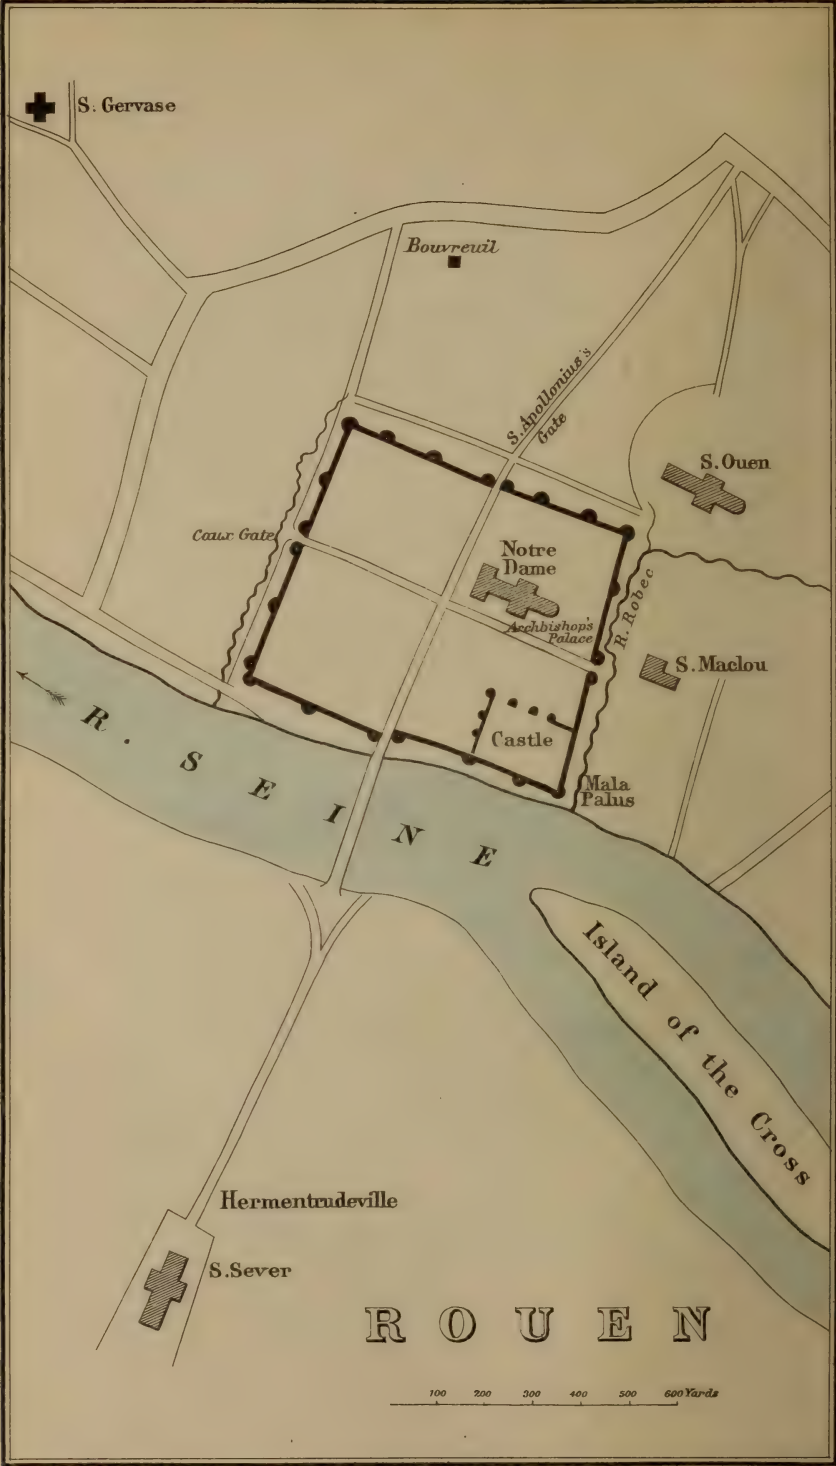 S. Gervase
Bouvreuil
S. Apollonius's
Gate
S. Ouen
Caux Gate
Notre
Dame
Archbishop's
Palace
R. Robec
S. Maclou
Castle
Mala
Palus
R. SEINE
Island of the Cross
Hermentrudeville
S. Sever
ROUEN
100 200 300 400 500 600 Yards